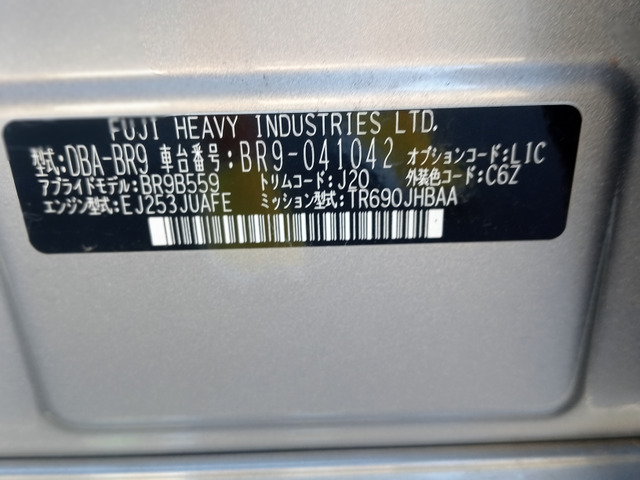 FUJI HEAVY INDUSTRIES LTD.
型式:DBA-BR9 車台番号:BR9-041042 オプションコード:L1C
アプライドモデル:BR9B559 トリムコード:J20 外装色コード:C6Z
エンジン型式:EJ253JUAFE ミッション型式:TR690JHBAA